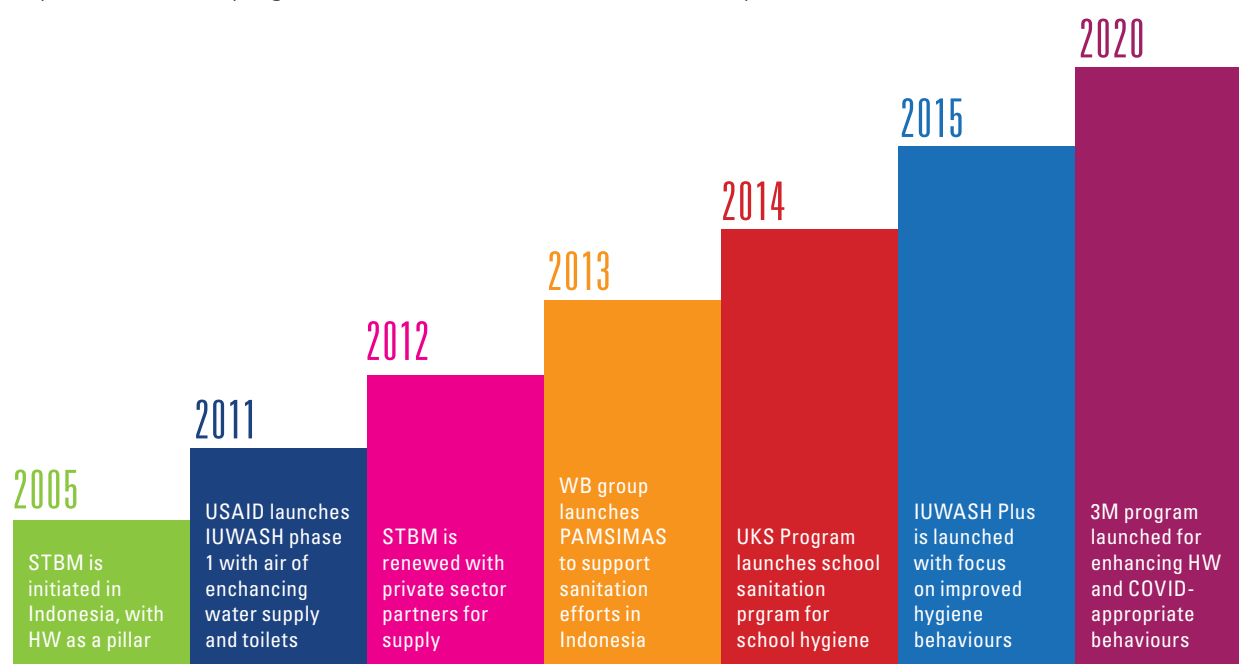 2005
STBM is
initiated in
Indonesia, with
HW as a pillar
2011
USAID launches
IUWASH phase
1 with air of
enchancing
water supply
and toilets
2012
STBM is
renewed with
private sector
partners for
supply
2013
WB group
launches
PAMSIMAS
to support
sanitation
efforts in
Indonesia
2014
UKS Program
launches school
sanitation
prgram for
school hygiene
2015
IUWASH Plus
is launched
with focus
on improved
hygiene
behaviours
2020
3M program
launched for
enhancing HW
and COVID-
appropriate
behaviours